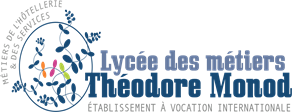 MÉTIERS DE L'HÔTELLERIE
& DES SERVICES
Lycée des métiers
Théodore Monod
ÉTABLISSEMENT À VOCATION INTERNATIONALE